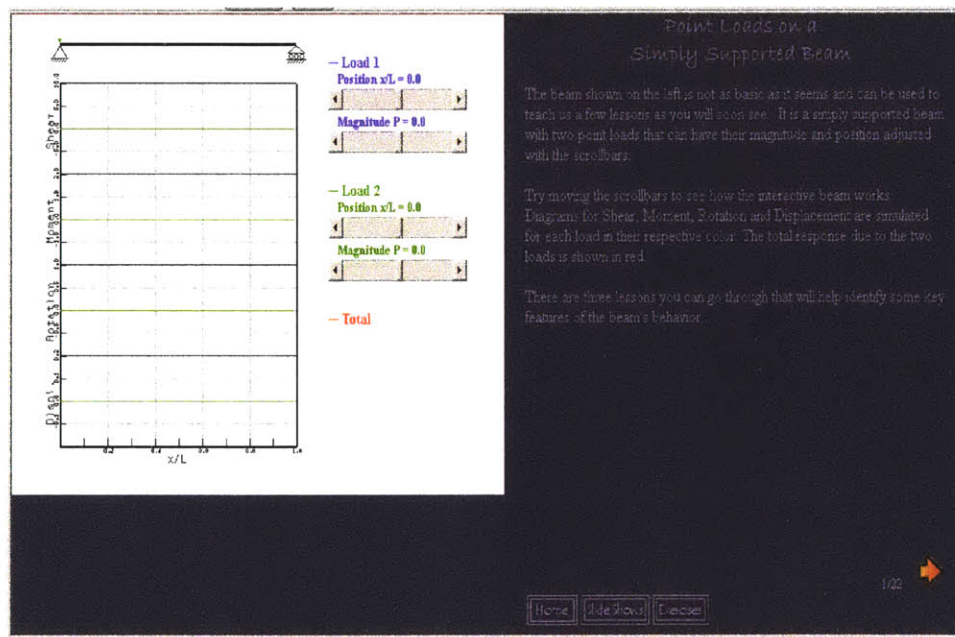 Point Loads on a
Simply Supported Beam
— Load 1
Position x/L = 0.0
Magnitude P = 0.0
— Load 2
Position x/L = 0.0
Magnitude P = 0.0
— Total
Shear
Moment
Rotation
Displ
x/L
The beam shown on the left is not as basic as it seems and can be used to
teach us a few lessons as you will soon see. It is a simply supported beam
with two point loads that can have their magnitude and position adjusted
with the scrollbars.
Try moving the scrollbars to see how the interactive beam works.
Diagrams for Shear, Moment, Rotation and Displacement are simulated
for each load in their respective color. The total response due to the two
loads is shown in red.
There are three lessons you can go through that will help identify some key
features of the beam's behavior.
1/22
Home
Slide Shows
Exercises